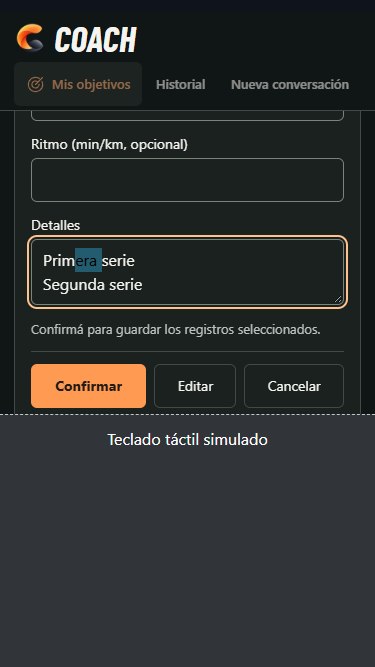 COACH
Mis objetivos Historial Nueva conversación
Ritmo (min/km, opcional)
Detalles
Primera serie
Segunda serie
Confirmá para guardar los registros seleccionados.
Confirmar Editar Cancelar
Teclado táctil simulado